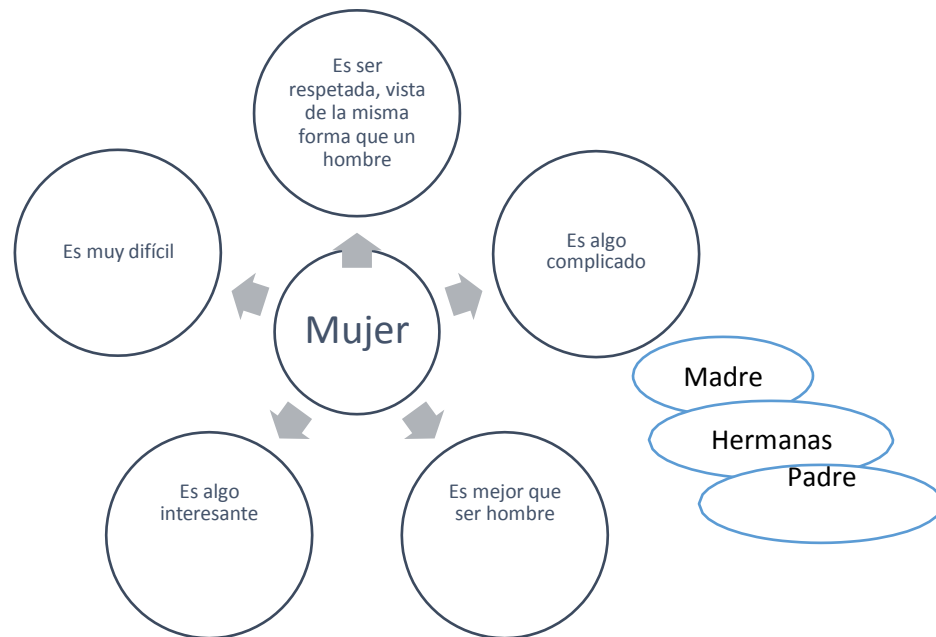 Es ser
respetada, vista
de la misma
forma que un
hombre
Es muy difícil
Es algo
complicado
Mujer
Madre
Hermanas
Padre
Es algo
interesante
Es mejor que
ser hombre